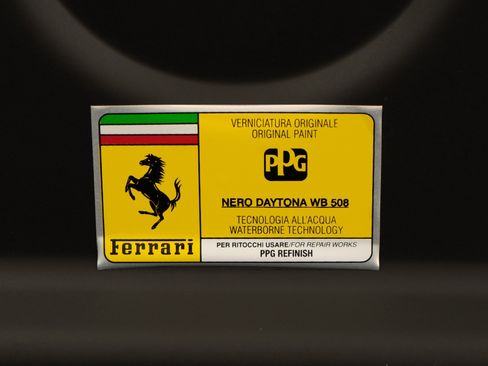 Ferrari
VERNICIATURA ORIGINALE
ORIGINAL PAINT
PPG
NERO DAYTONA WB 508
TECNOLOGIA ALL'ACQUA
WATERBORNE TECHNOLOGY
PER RITOCCHI USARE/FOR REPAIR WORKS
PPG REFINISH